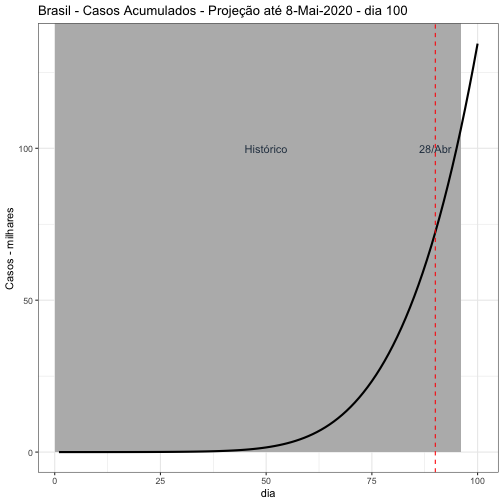 Brasil - Casos Acumulados - Projeção até 8-Mai-2020 - dia 100
Casos - milhares
100
50
0
Histórico
28/Abr
0 25 50 75 100
dia